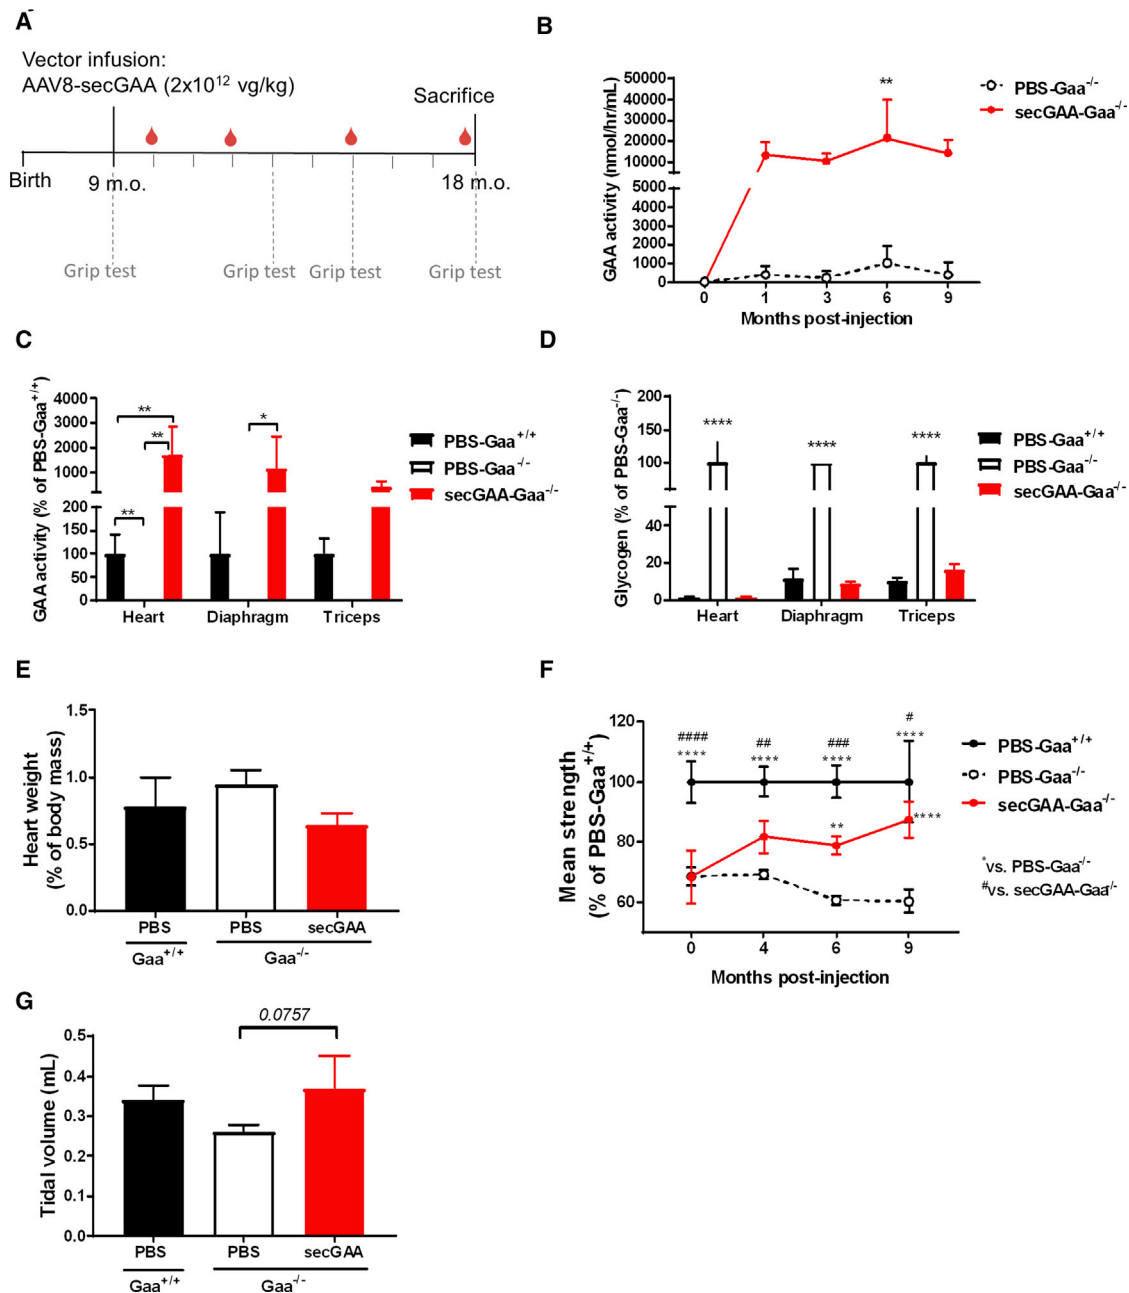 A
Vector infusion:
AAV8-secGAA (2x10¹² vg/kg)
Sacrifice
Birth
9 m.o.
18 m.o.
Grip test
Grip test
Grip test
Grip test
B
GAA activity (nmol/hr/mL)
50000
40000
30000
20000
10000
5000
4000
3000
2000
1000
0
**
0
1
3
6
9
Months post-injection
PBS-Gaa⁻/⁻
secGAA-Gaa⁻/⁻
C
GAA activity (% of PBS-Gaa⁺/⁺)
4000
3000
2000
1000
200
150
100
50
0
**
**
**
*
Heart
Diaphragm
Triceps
PBS-Gaa⁺/⁺
PBS-Gaa⁻/⁻
secGAA-Gaa⁻/⁻
D
Glycogen (% of PBS-Gaa⁻/⁻)
200
150
100
40
20
0
****
****
****
Heart
Diaphragm
Triceps
PBS-Gaa⁺/⁺
PBS-Gaa⁻/⁻
secGAA-Gaa⁻/⁻
E
Heart weight
(% of body mass)
1.5
1.0
0.5
0.0
PBS
PBS
secGAA
Gaa⁺/⁺
Gaa⁻/⁻
F
Mean strength
(% of PBS-Gaa⁺/⁺)
120
100
80
60
####
****
##
****
###
****
#
****
**
****
0
4
6
9
Months post-injection
PBS-Gaa⁺/⁺
PBS-Gaa⁻/⁻
secGAA-Gaa⁻/⁻
*vs. PBS-Gaa⁻/⁻
#vs. secGAA-Gaa⁻/⁻
G
Tidal volume (mL)
0.5
0.4
0.3
0.2
0.1
0.0
0.0757
PBS
PBS
secGAA
Gaa⁺/⁺
Gaa⁻/⁻